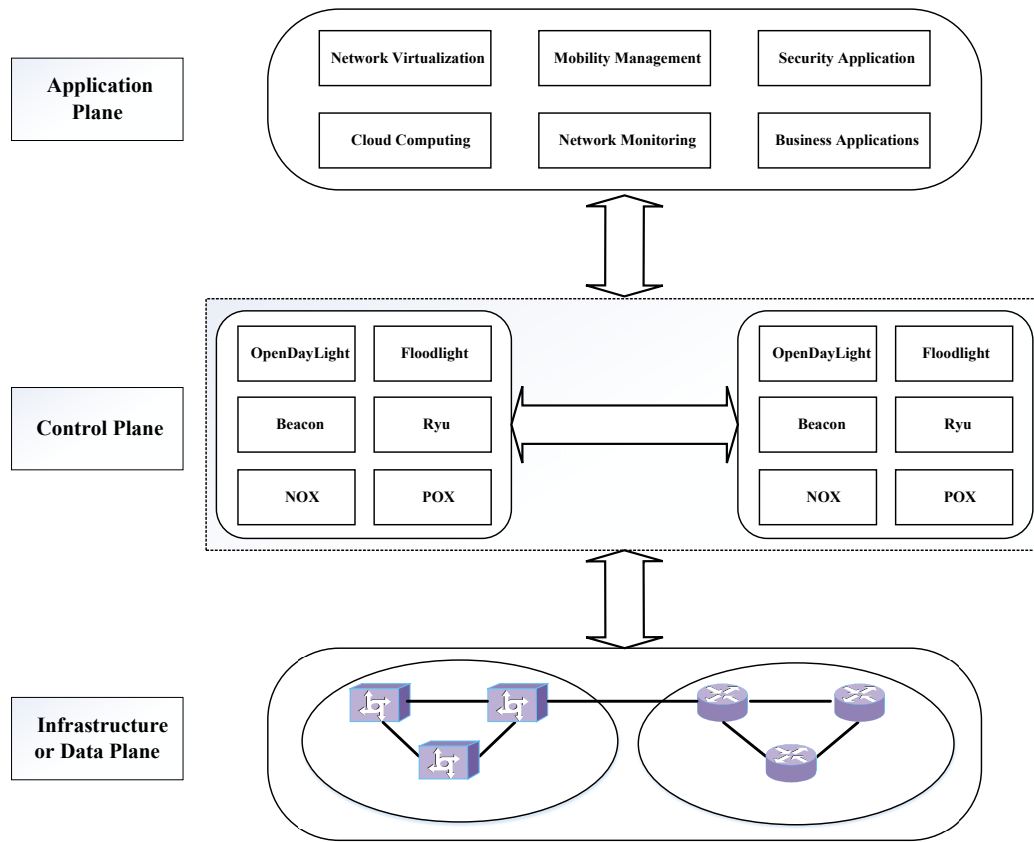 Application
Plane
Network Virtualization
Mobility Management
Security Application
Cloud Computing
Network Monitoring
Business Applications
Control Plane
OpenDayLight
Floodlight
Beacon
Ryu
NOX
POX
OpenDayLight
Floodlight
Beacon
Ryu
NOX
POX
Infrastructure
or Data Plane